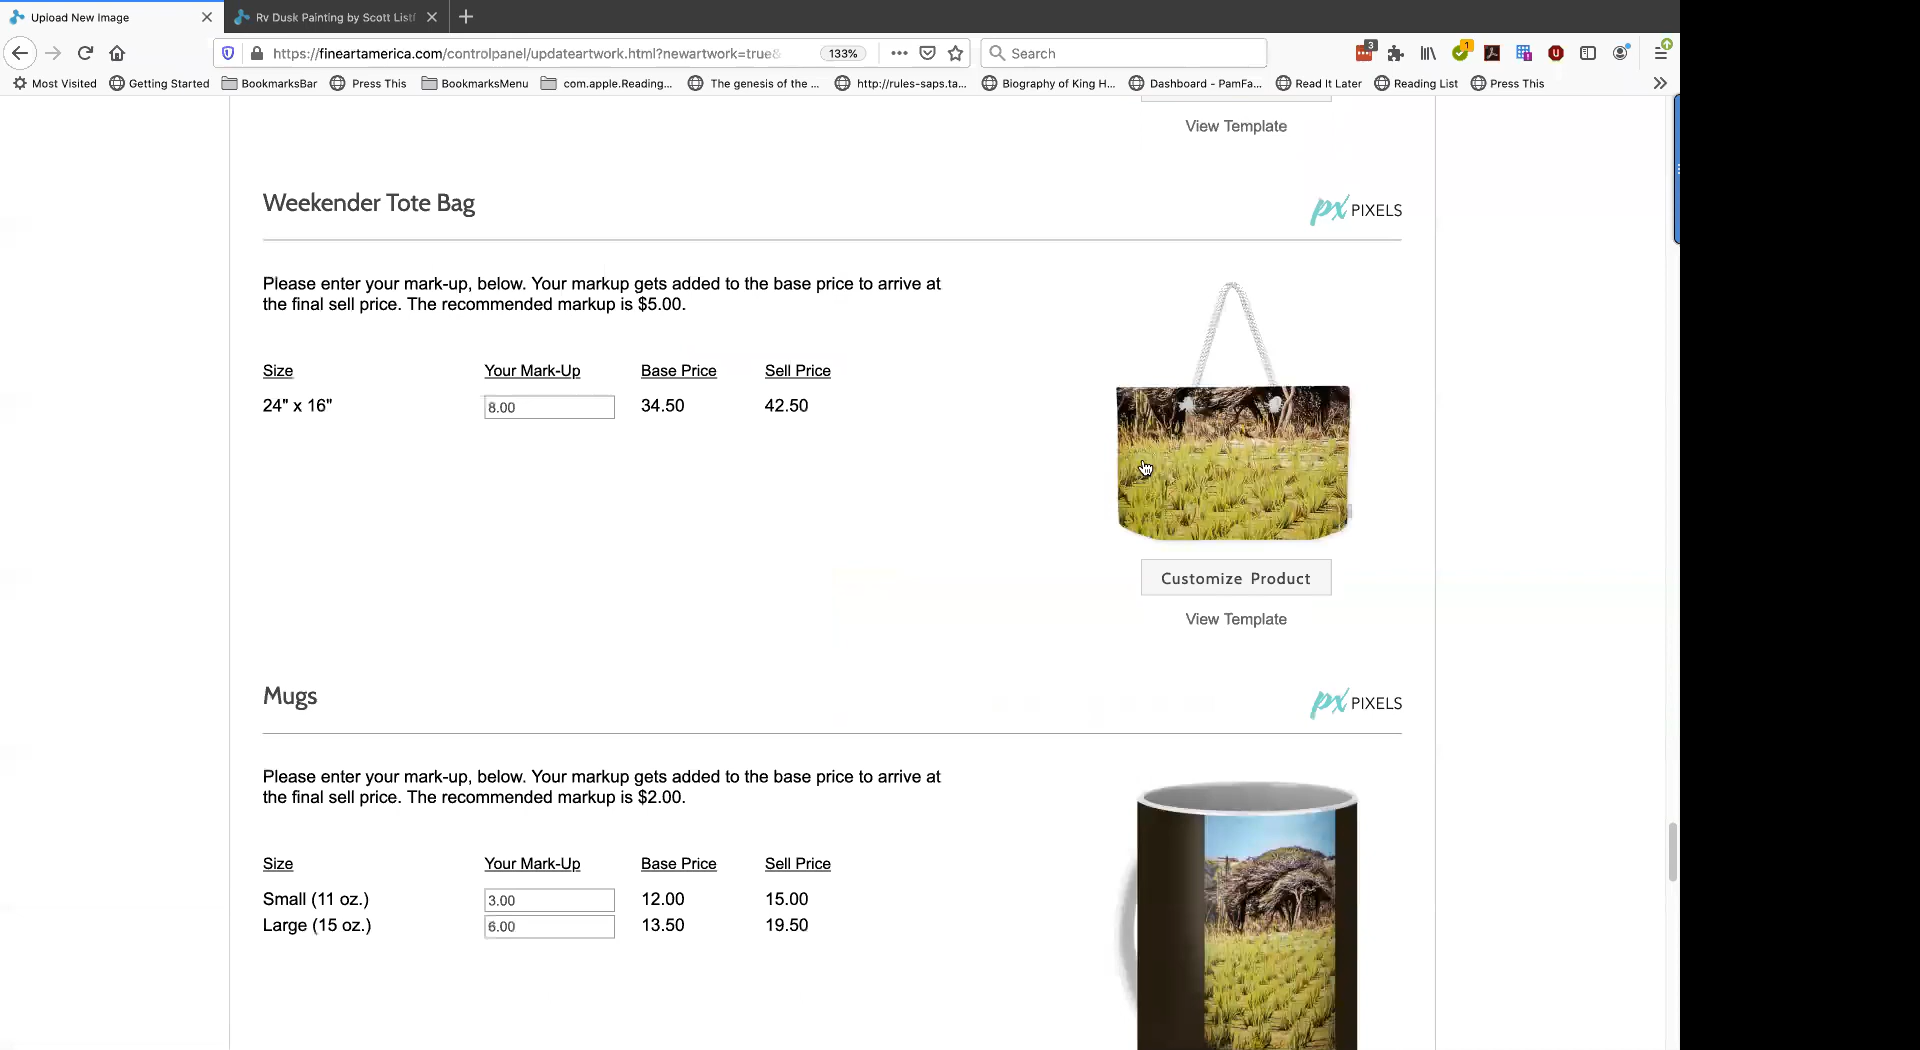 Upload New Image
Rv Dusk Painting by Scott Listf
https://fineartamerica.com/controlpanel/updateartwork.html?newartwork=true&
133%
Search
3
1
Most Visited
Getting Started
BookmarksBar
Press This
BookmarksMenu
com.apple.Reading...
The genesis of the ...
http://rules-saps.ta...
Biography of King H...
Dashboard - PamFa...
Read It Later
Reading List
Press This
View Template
Weekender Tote Bag
px PIXELS
Please enter your mark-up, below. Your markup gets added to the base price to arrive at
the final sell price. The recommended markup is $5.00.
Size Your Mark-Up Base Price Sell Price
24" x 16" 8.00 34.50 42.50
Customize Product
View Template
Mugs
px PIXELS
Please enter your mark-up, below. Your markup gets added to the base price to arrive at
the final sell price. The recommended markup is $2.00.
Size Your Mark-Up Base Price Sell Price
Small (11 oz.) 3.00 12.00 15.00
Large (15 oz.) 6.00 13.50 19.50